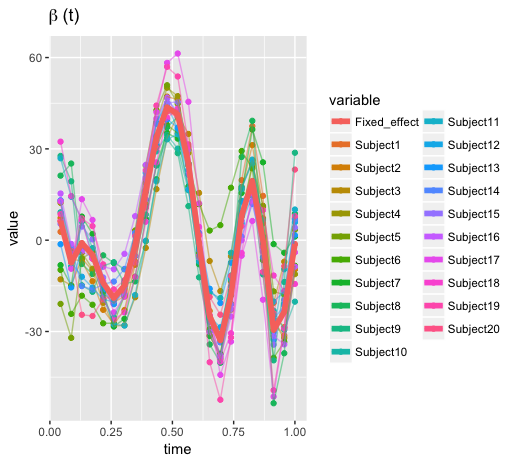 β (t)
60
30
0
-30
value
0.00 0.25 0.50 0.75 1.00
time
variable
Fixed_effect
Subject1
Subject2
Subject3
Subject4
Subject5
Subject6
Subject7
Subject8
Subject9
Subject10
Subject11
Subject12
Subject13
Subject14
Subject15
Subject16
Subject17
Subject18
Subject19
Subject20